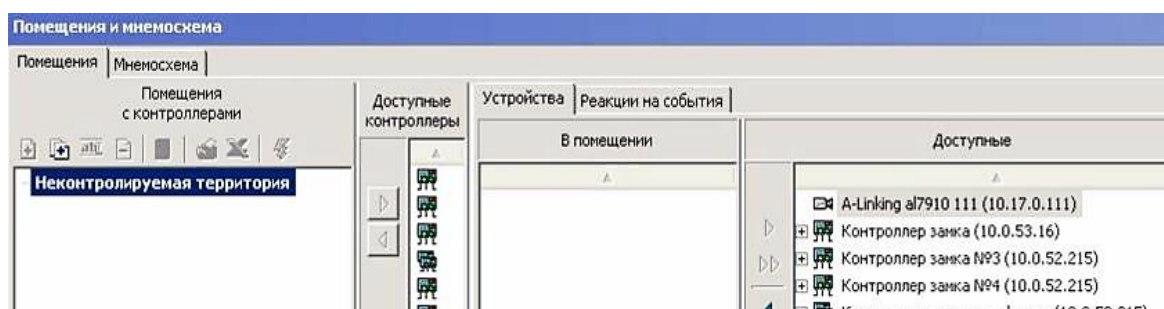 Помещения и мнемосхема
Помещения
Мнемосхема
Помещения
с контроллерами
Неконтролируемая территория
Доступные
контроллеры
Устройства
Реакции на события
В помещении
Доступные
A-Linking al7910 111 (10.17.0.111)
Контроллер замка (10.0.53.16)
Контроллер замка №3 (10.0.52.215)
Контроллер замка №4 (10.0.52.215)